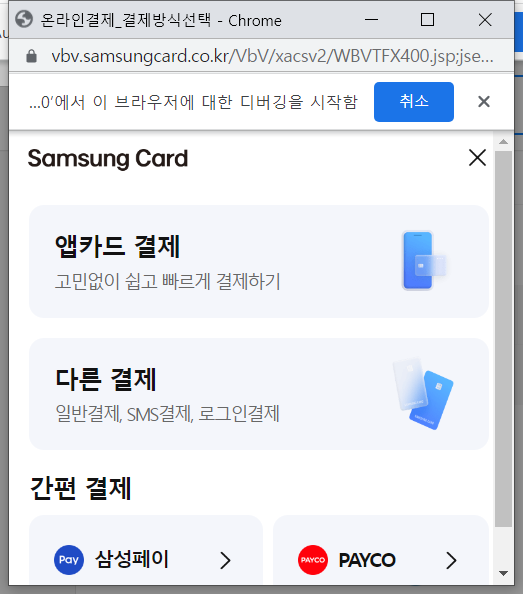 온라인결제_결제방식선택 - Chrome
vbv.samsungcard.co.kr/VbV/xacsv2/WBVTFX400.jsp;jse...
...0'에서 이 브라우저에 대한 디버깅을 시작함
취소
Samsung Card
앱카드 결제
고민없이 쉽고 빠르게 결제하기
다른 결제
일반결제, SMS결제, 로그인결제
간편 결제
Pay 삼성페이
PAYCO PAYCO